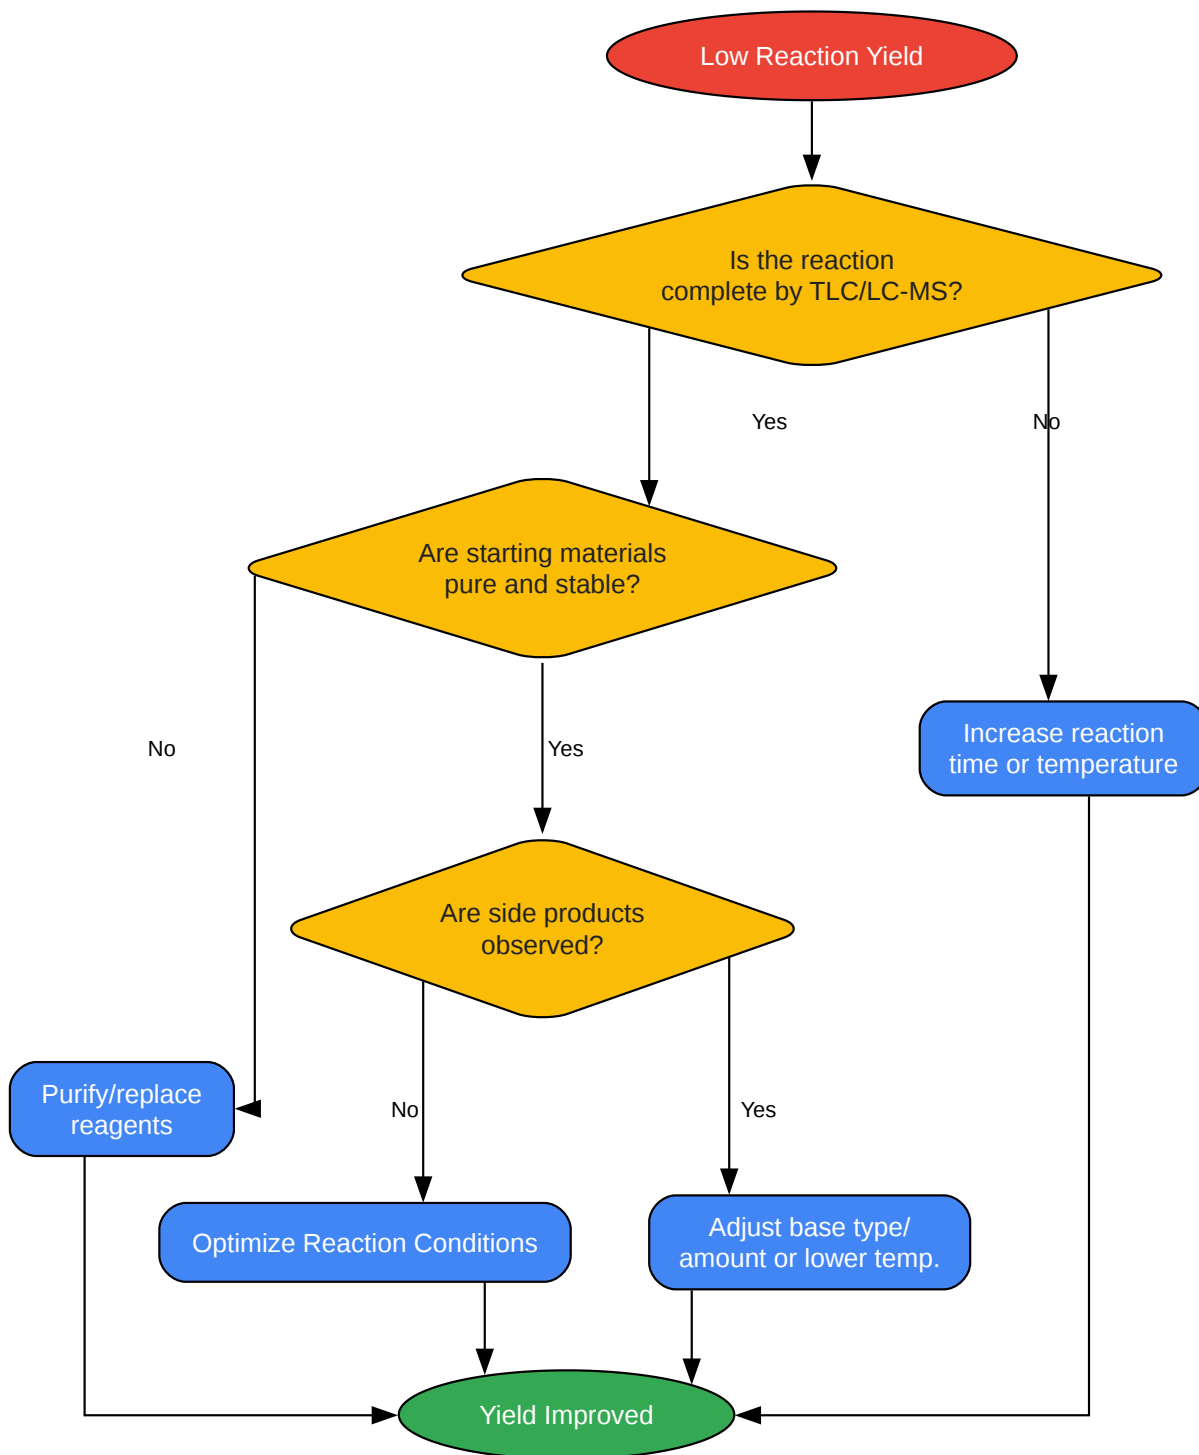 Low Reaction Yield
Is the reaction
complete by TLC/LC-MS?
Yes
No
Are starting materials
pure and stable?
Increase reaction
time or temperature
No
Yes
Are side products
observed?
Purify/replace
reagents
No
Yes
Optimize Reaction Conditions
Adjust base type/
amount or lower temp.
Yield Improved